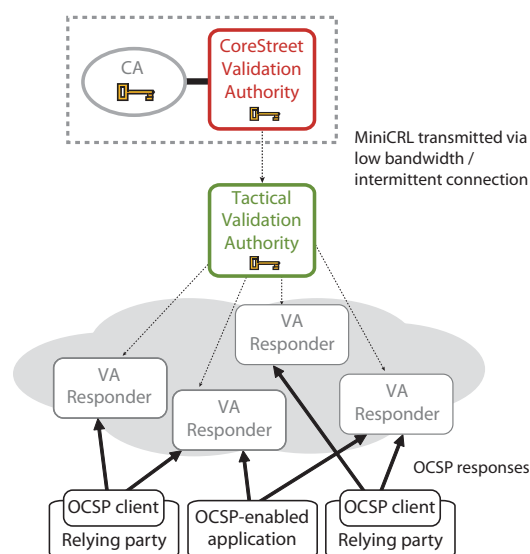 CA
CoreStreet
Validation
Authority
MiniCRL transmitted via
low bandwidth /
intermittent connection
Tactical
Validation
Authority
VA
Responder
VA
Responder
VA
Responder
VA
Responder
OCSP responses
OCSP client
Relying party
OCSP-enabled
application
OCSP client
Relying party